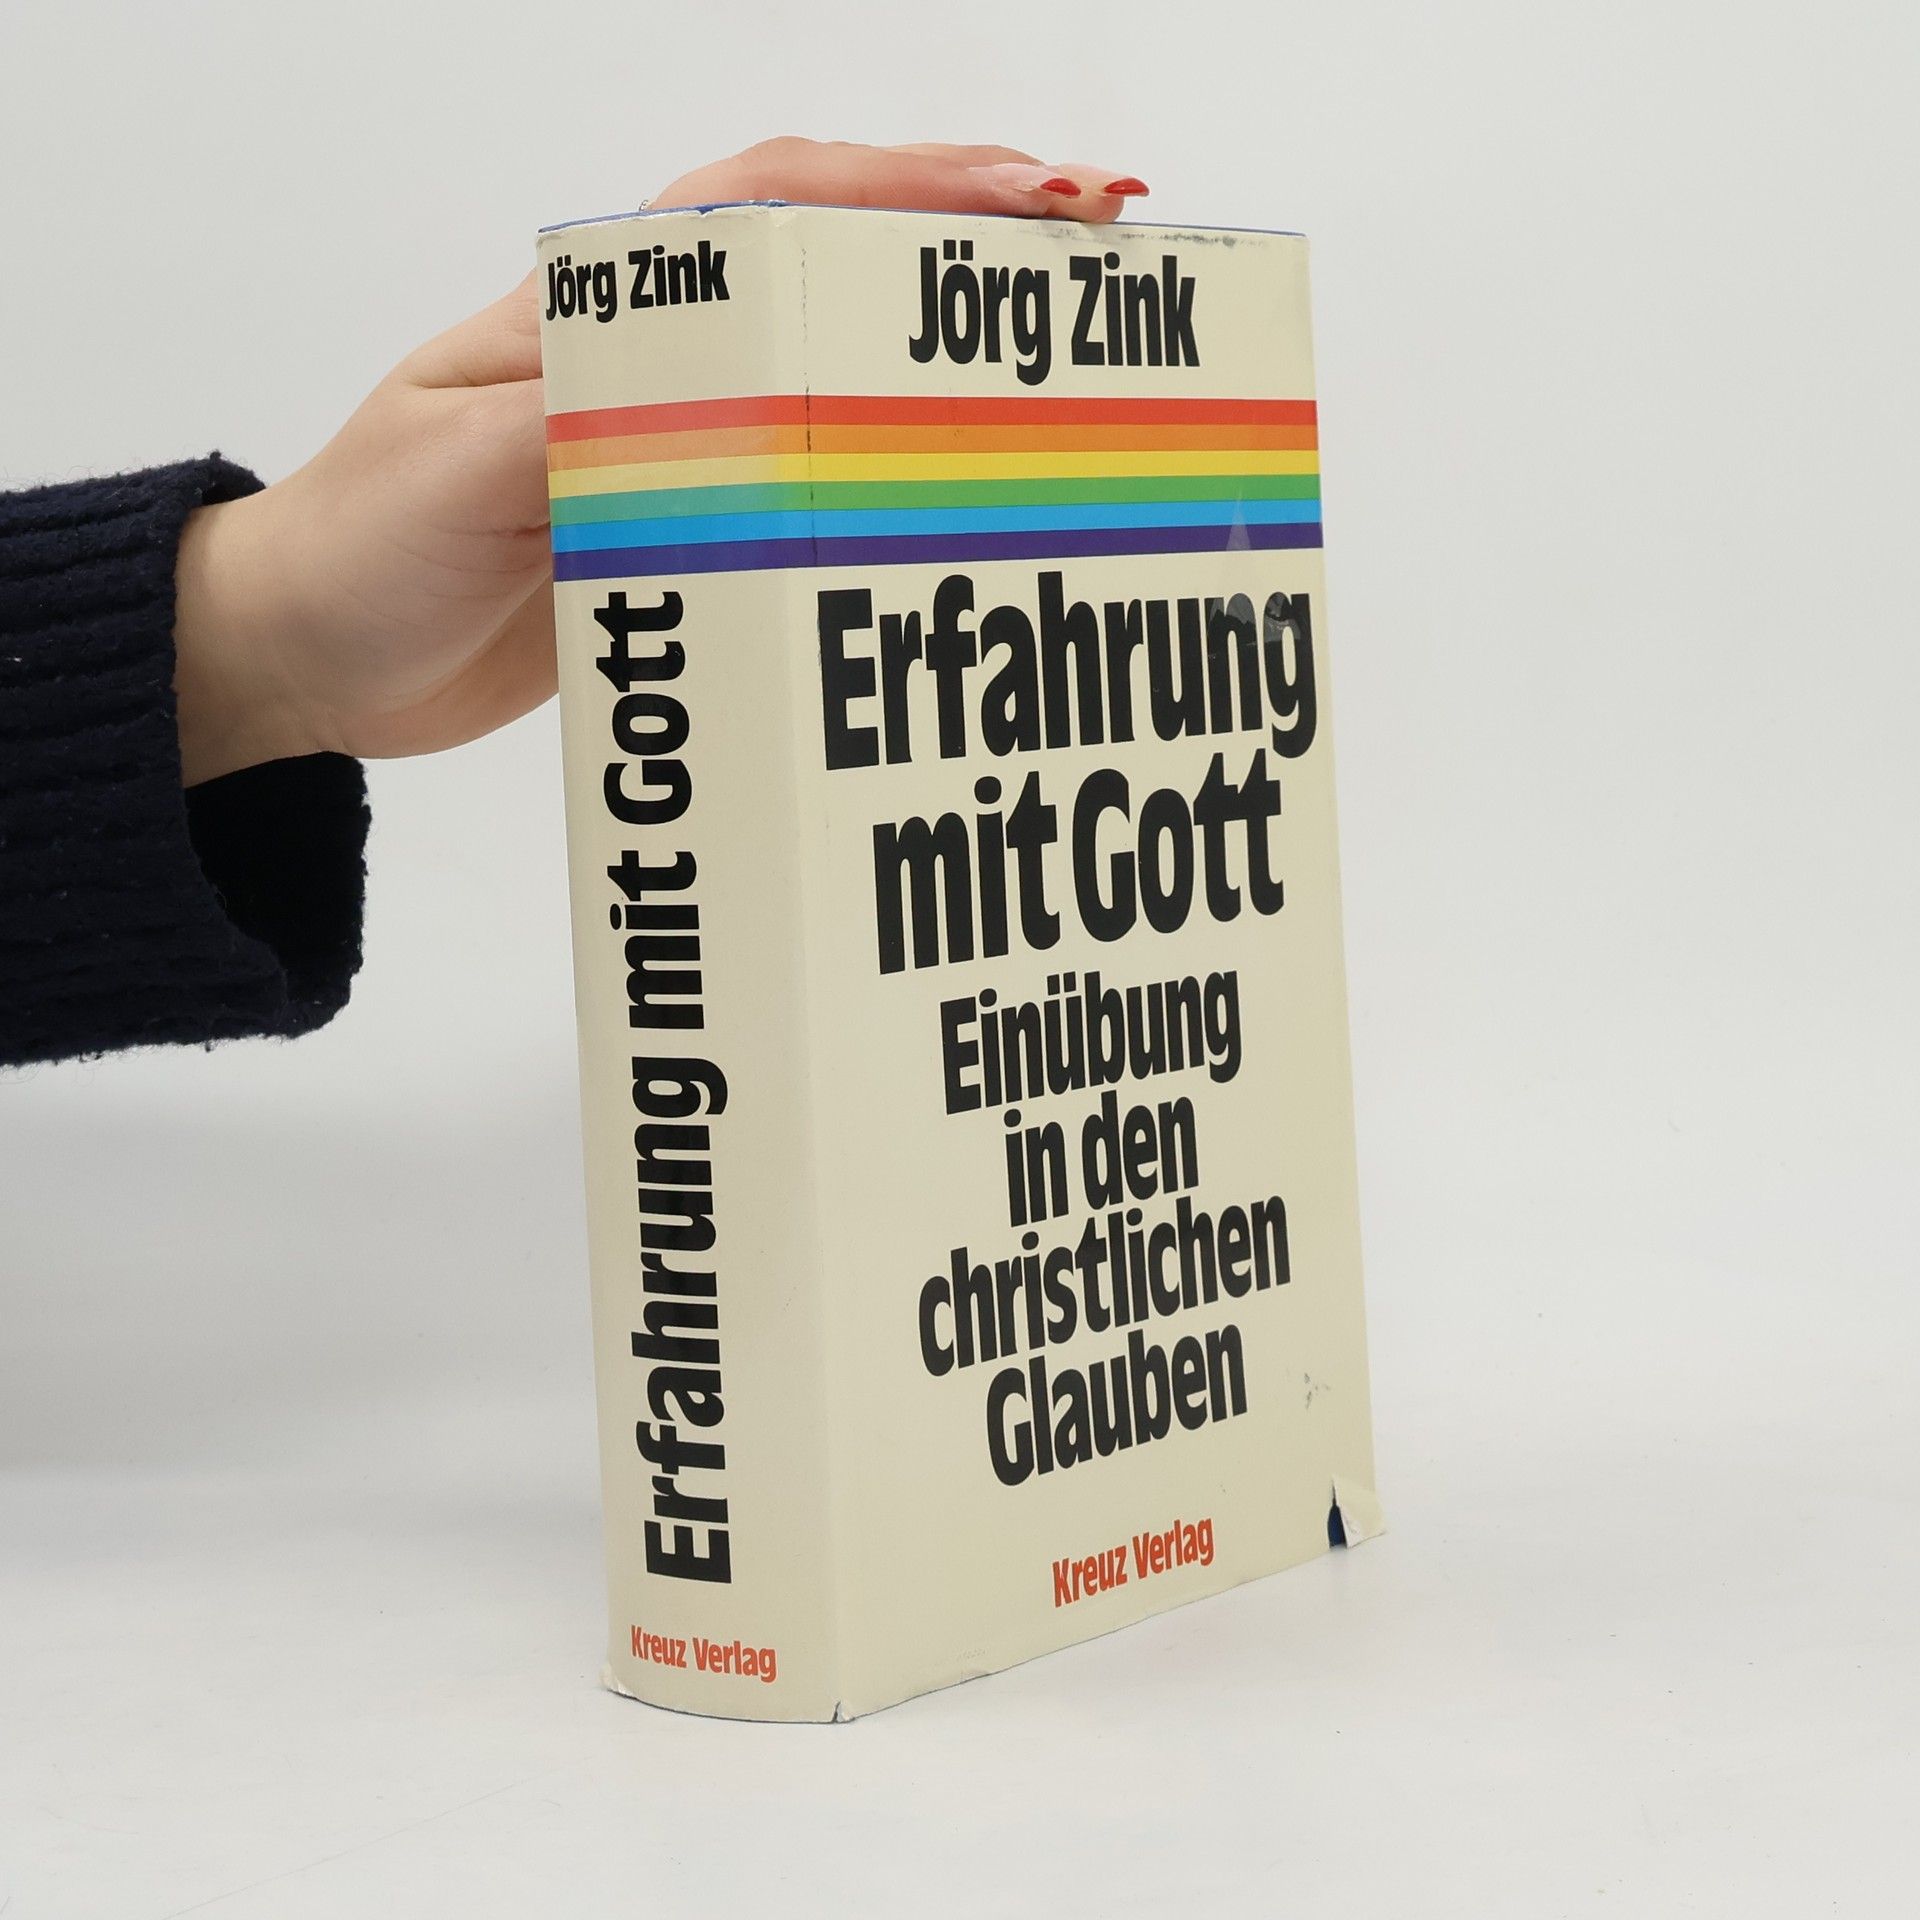 Jörg Zink
Erfahrung mit Gott
Kreuz Verlag
Jörg Zink
Erfahrung
mit Gott
Einübung
in den
christlichen
Glauben
Kreuz Verlag